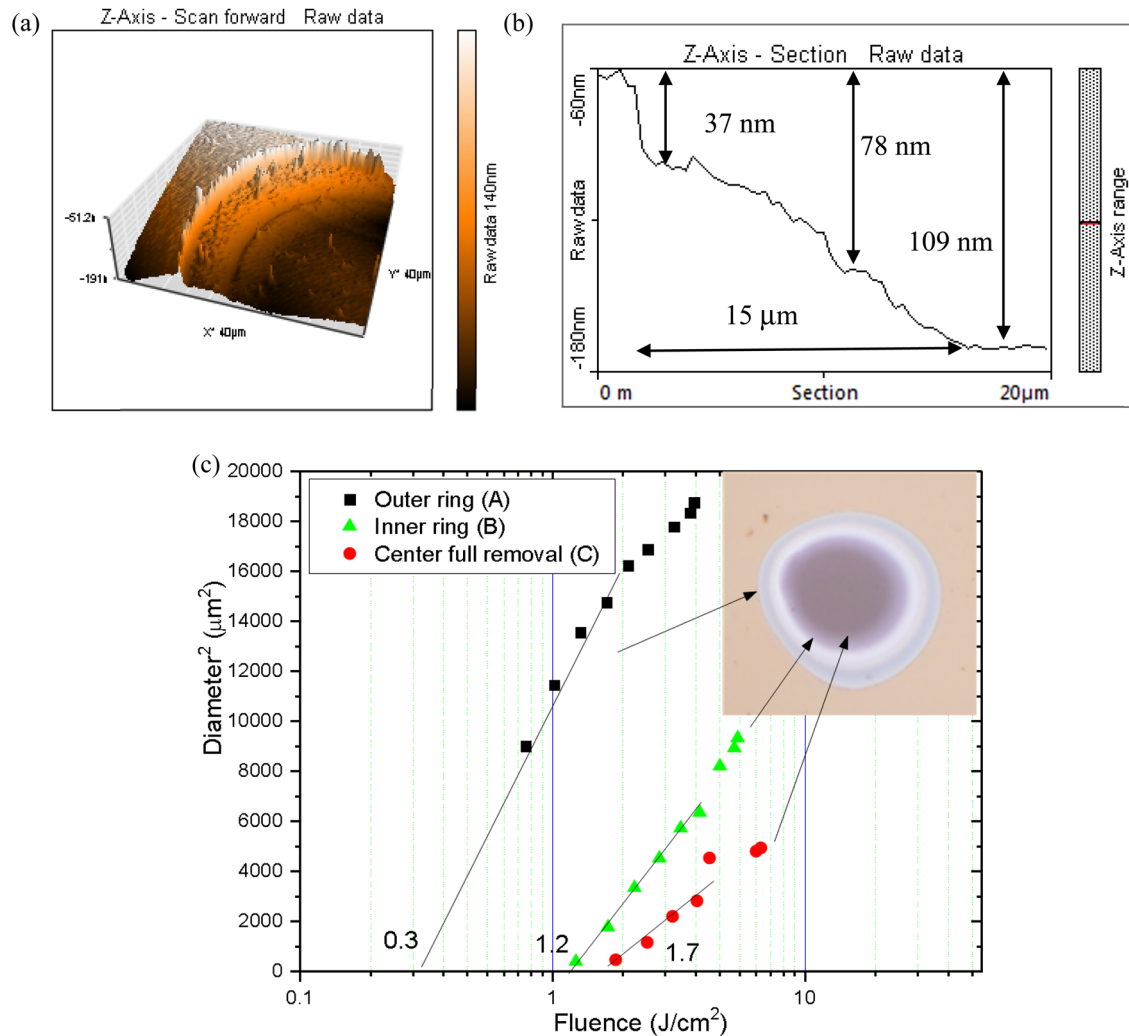 (a)
Z-Axis - Scan forward Raw data
-51.2n
-191n
X* 40µm
Y* 40µm
Raw data 140nm
(b)
Z-Axis - Section Raw data
-60nm
Raw data
-180nm
37 nm
78 nm
109 nm
15 µm
0 m
Section
20µm
Z-Axis range
(c)
20000
18000
16000
14000
12000
10000
8000
6000
4000
2000
0
Diameter² (µm²)
Outer ring (A)
Inner ring (B)
Center full removal (C)
0.3
1.2
1.7
0.1
1
10
Fluence (J/cm²)